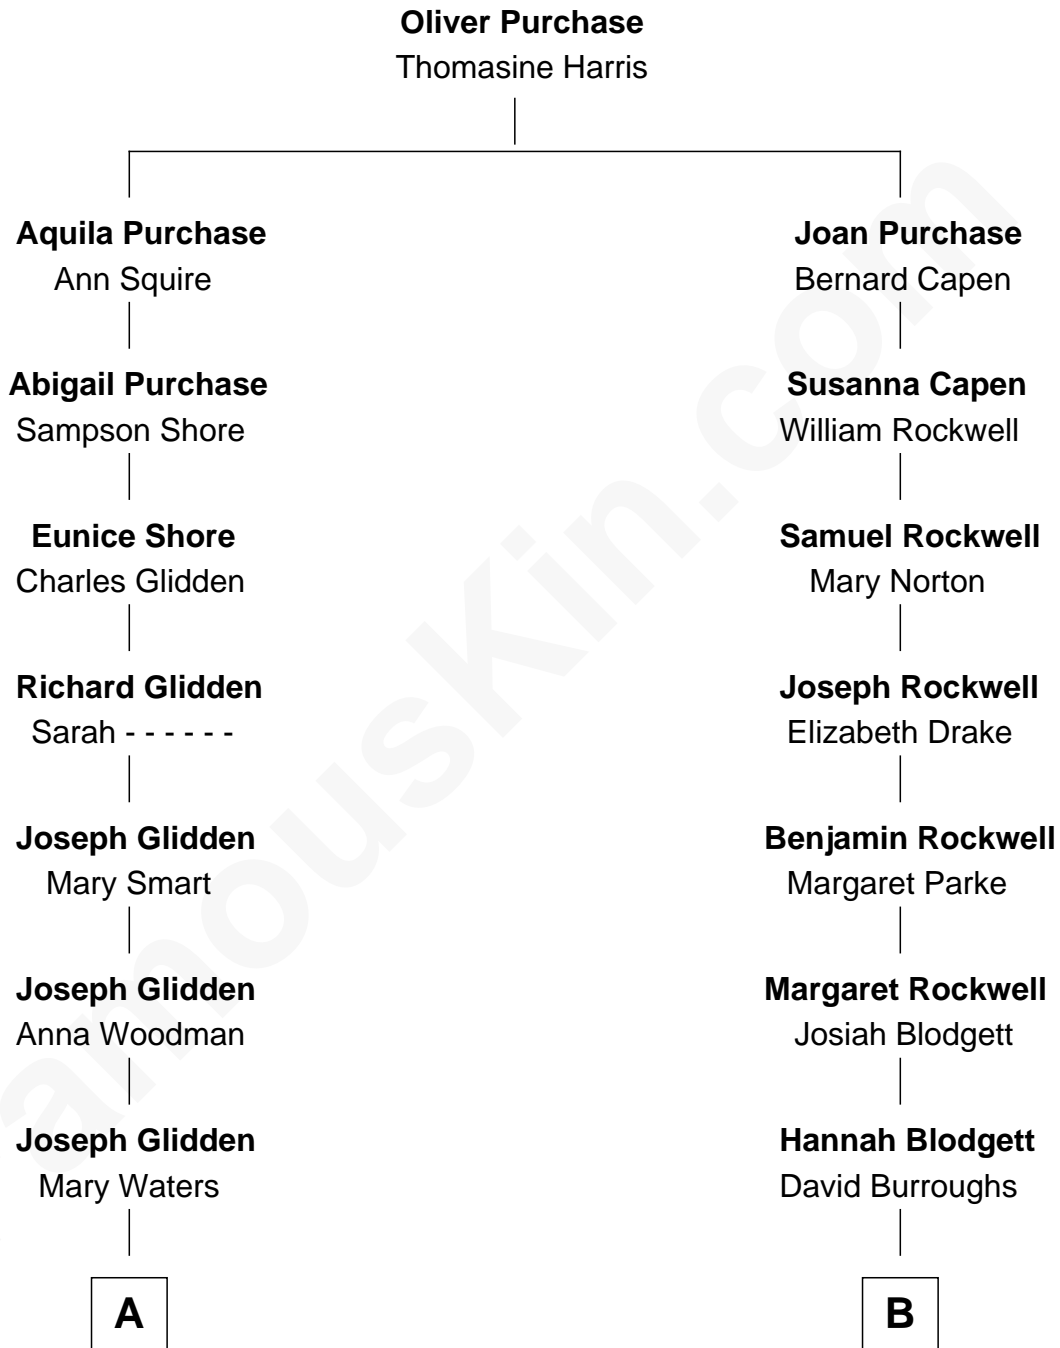 Oliver Purchase
Thomasine Harris
Aquila Purchase
Ann Squire
Abigail Purchase
Sampson Shore
Eunice Shore
Charles Glidden
Richard Glidden
Sarah - - - - - -
Joseph Glidden
Mary Smart
Joseph Glidden
Anna Woodman
Joseph Glidden
Mary Waters
A
Joan Purchase
Bernard Capen
Susanna Capen
William Rockwell
Samuel Rockwell
Mary Norton
Joseph Rockwell
Elizabeth Drake
Benjamin Rockwell
Margaret Parke
Margaret Rockwell
Josiah Blodgett
Hannah Blodgett
David Burroughs
B
amousKin.com